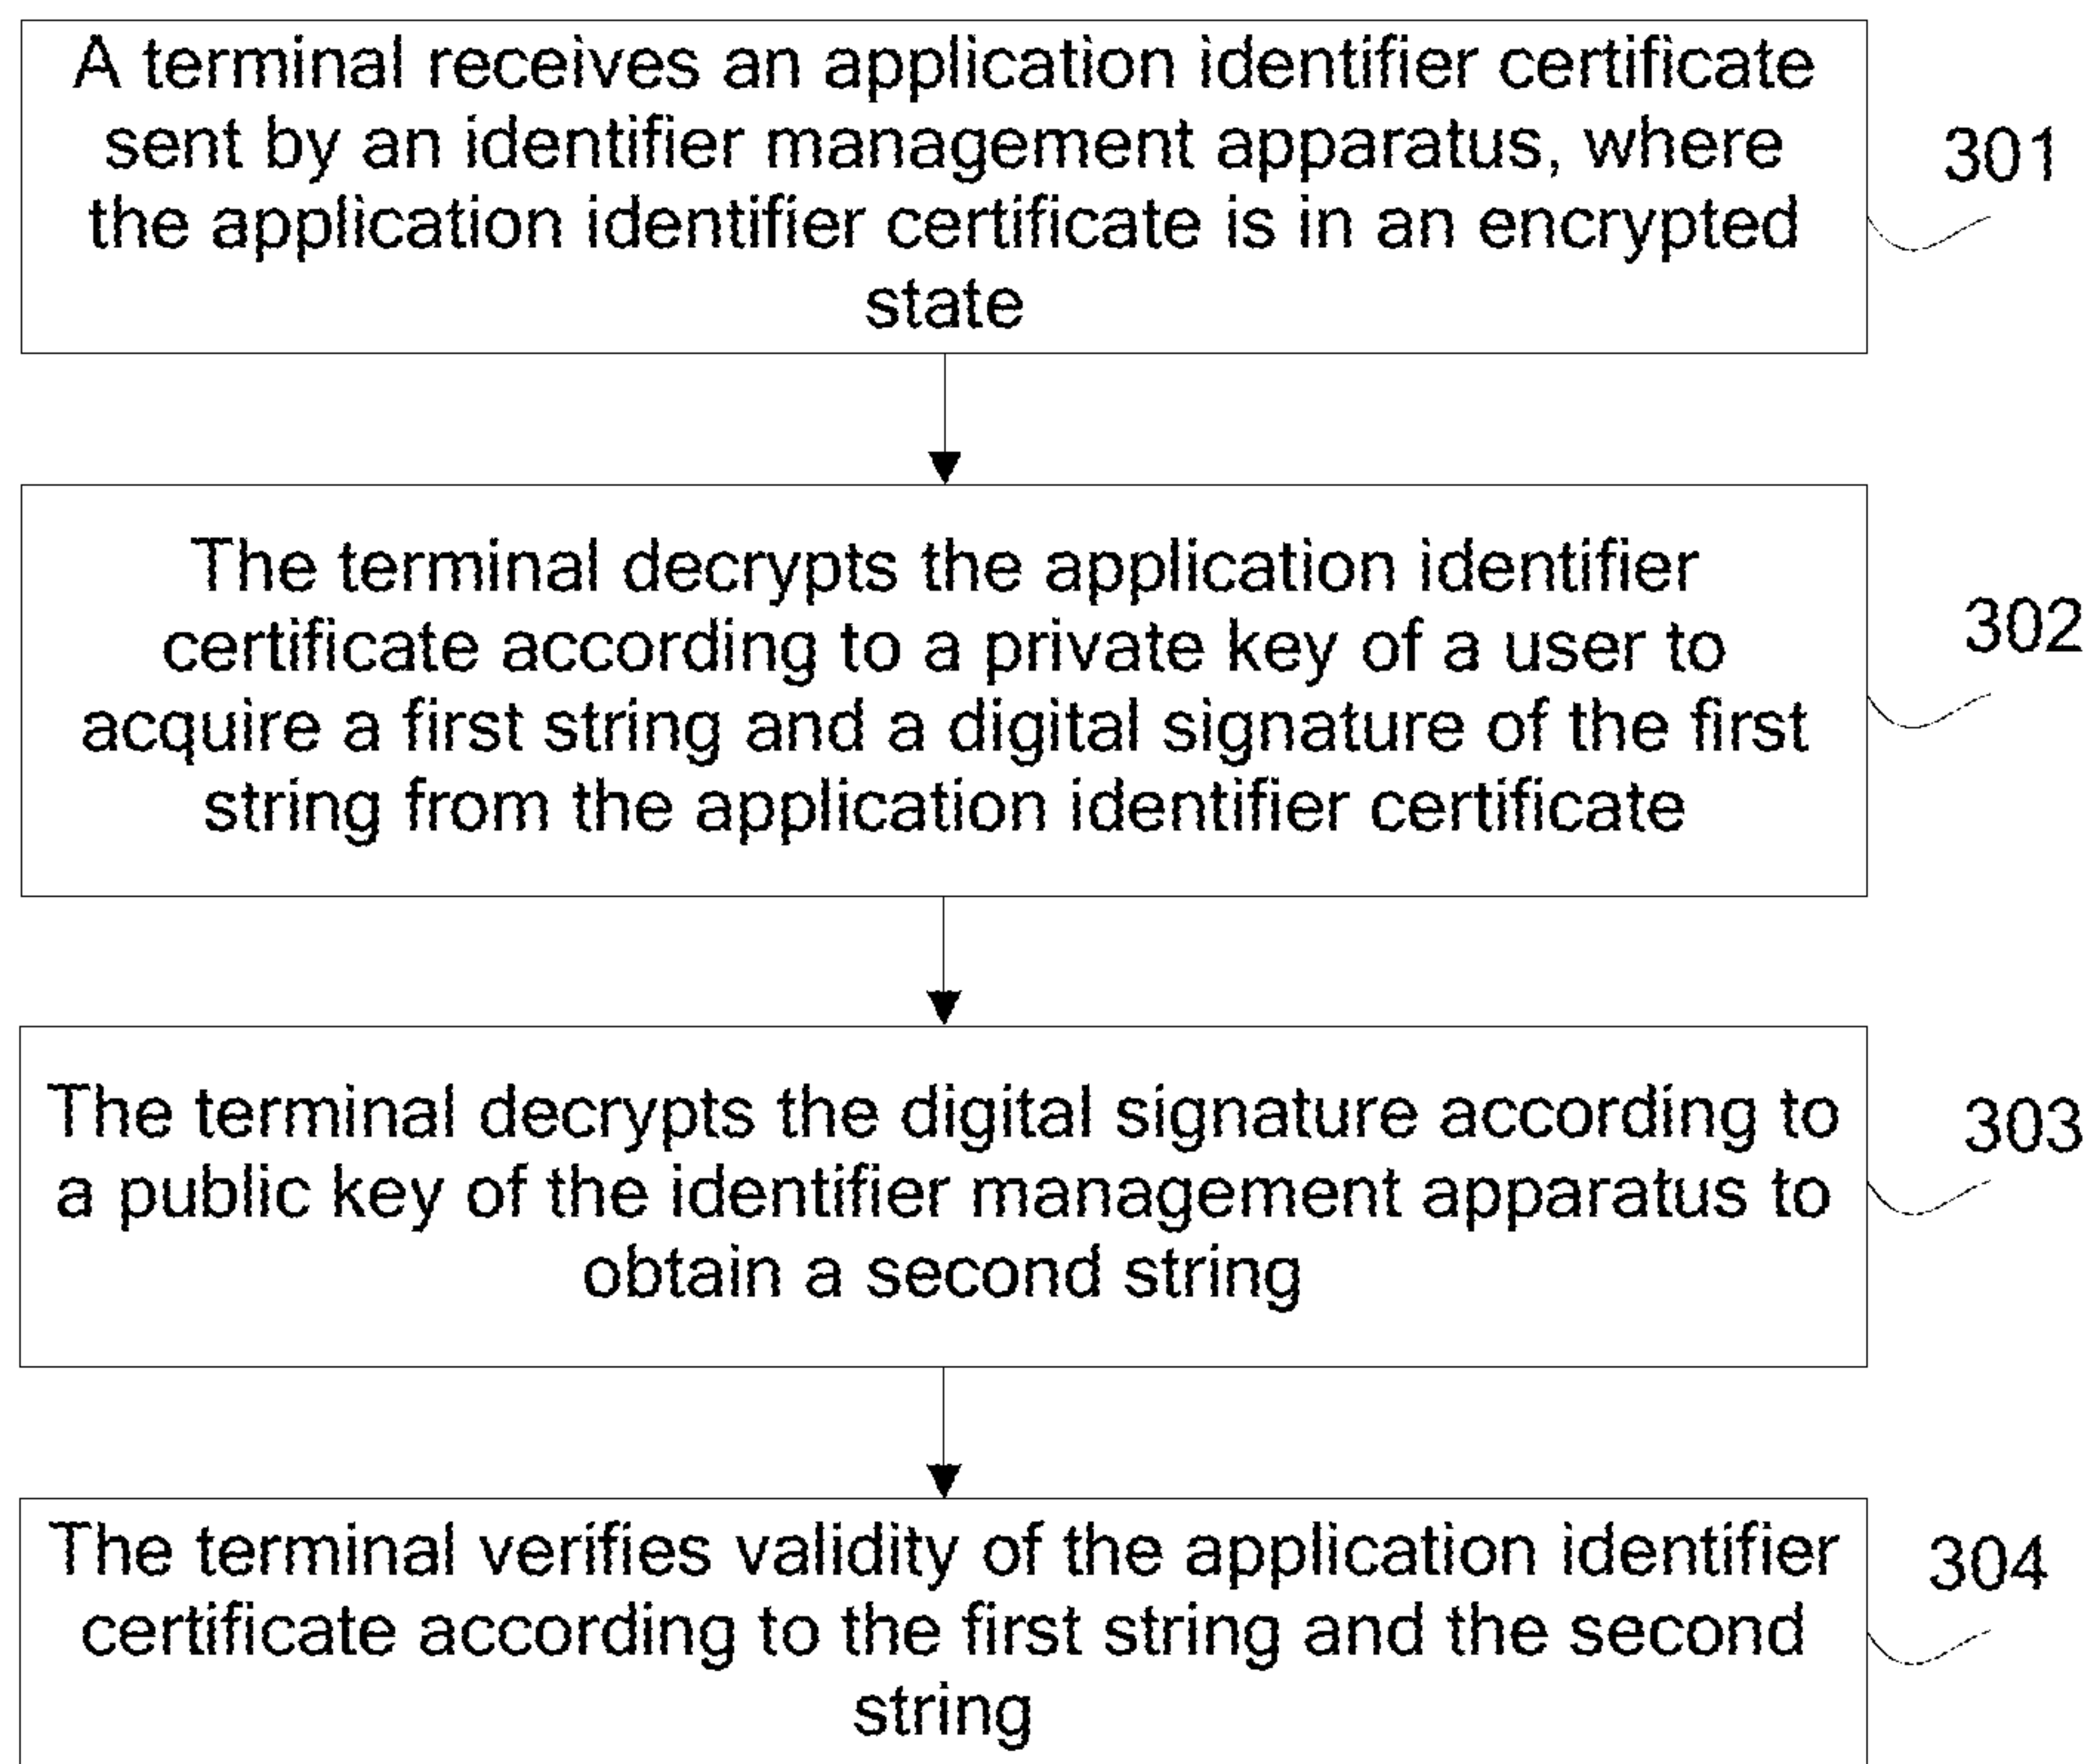 A terminal receives an application identifier certificate
sent by an identifier management apparatus, where
the application identifier certificate is in an encrypted
state
301
The terminal decrypts the application identifier
certificate according to a private key of a user to
acquire a first string and a digital signature of the first
string from the application identifier certificate
302
The terminal decrypts the digital signature according to
a public key of the identifier management apparatus to
obtain a second string
303
The terminal verifies validity of the application identifier
certificate according to the first string and the second
string
304